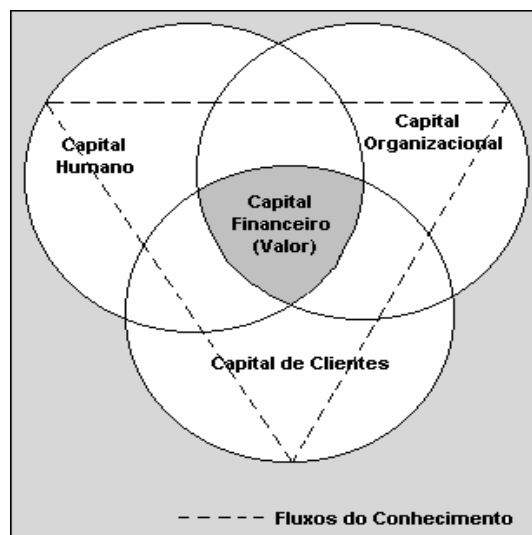 Capital
Humano
Capital
Organizacional
Capital
Financeiro
(Valor)
Capital de Clientes
Fluxos do Conhecimento